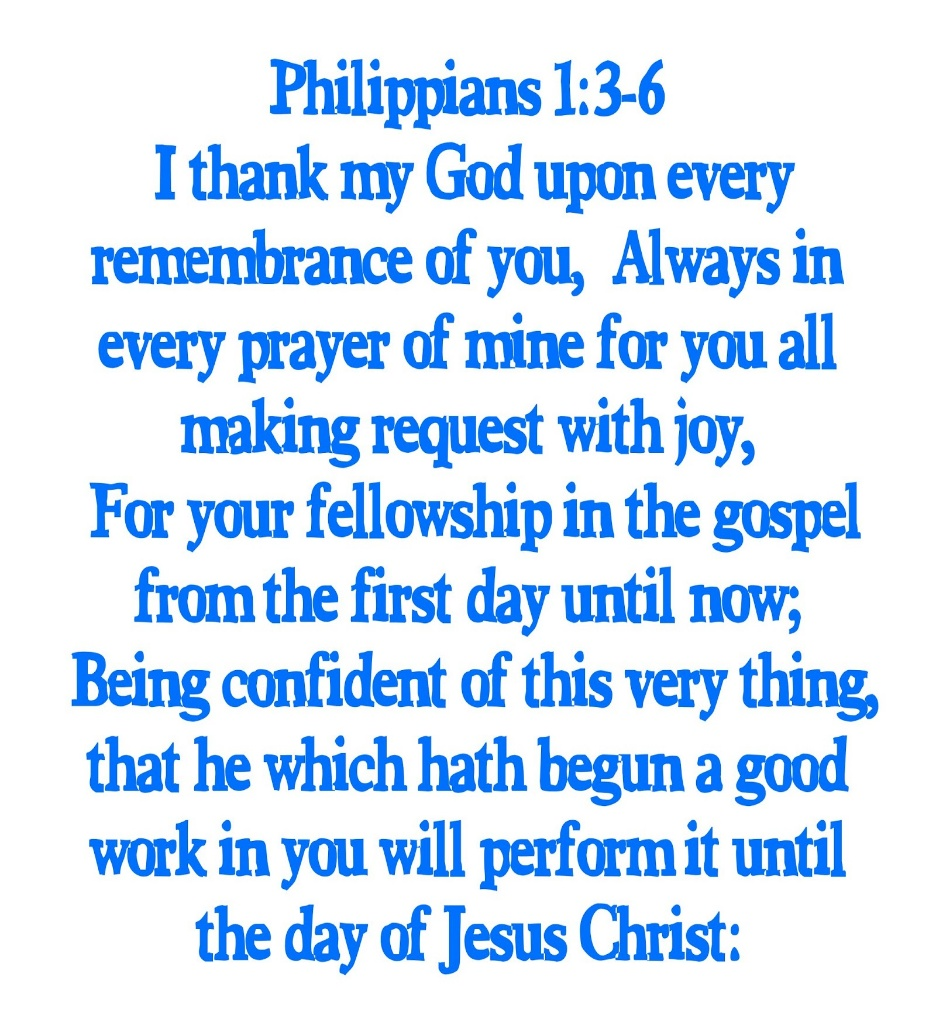 Philippians 1:3-6
I thank my God upon every
remembrance of you,  Always in
every prayer of mine for you all
making request with joy,
For your fellowship in the gospel
from the first day until now;
Being confident of this very thing,
that he which hath begun a good
work in you will perform it until
the day of Jesus Christ: